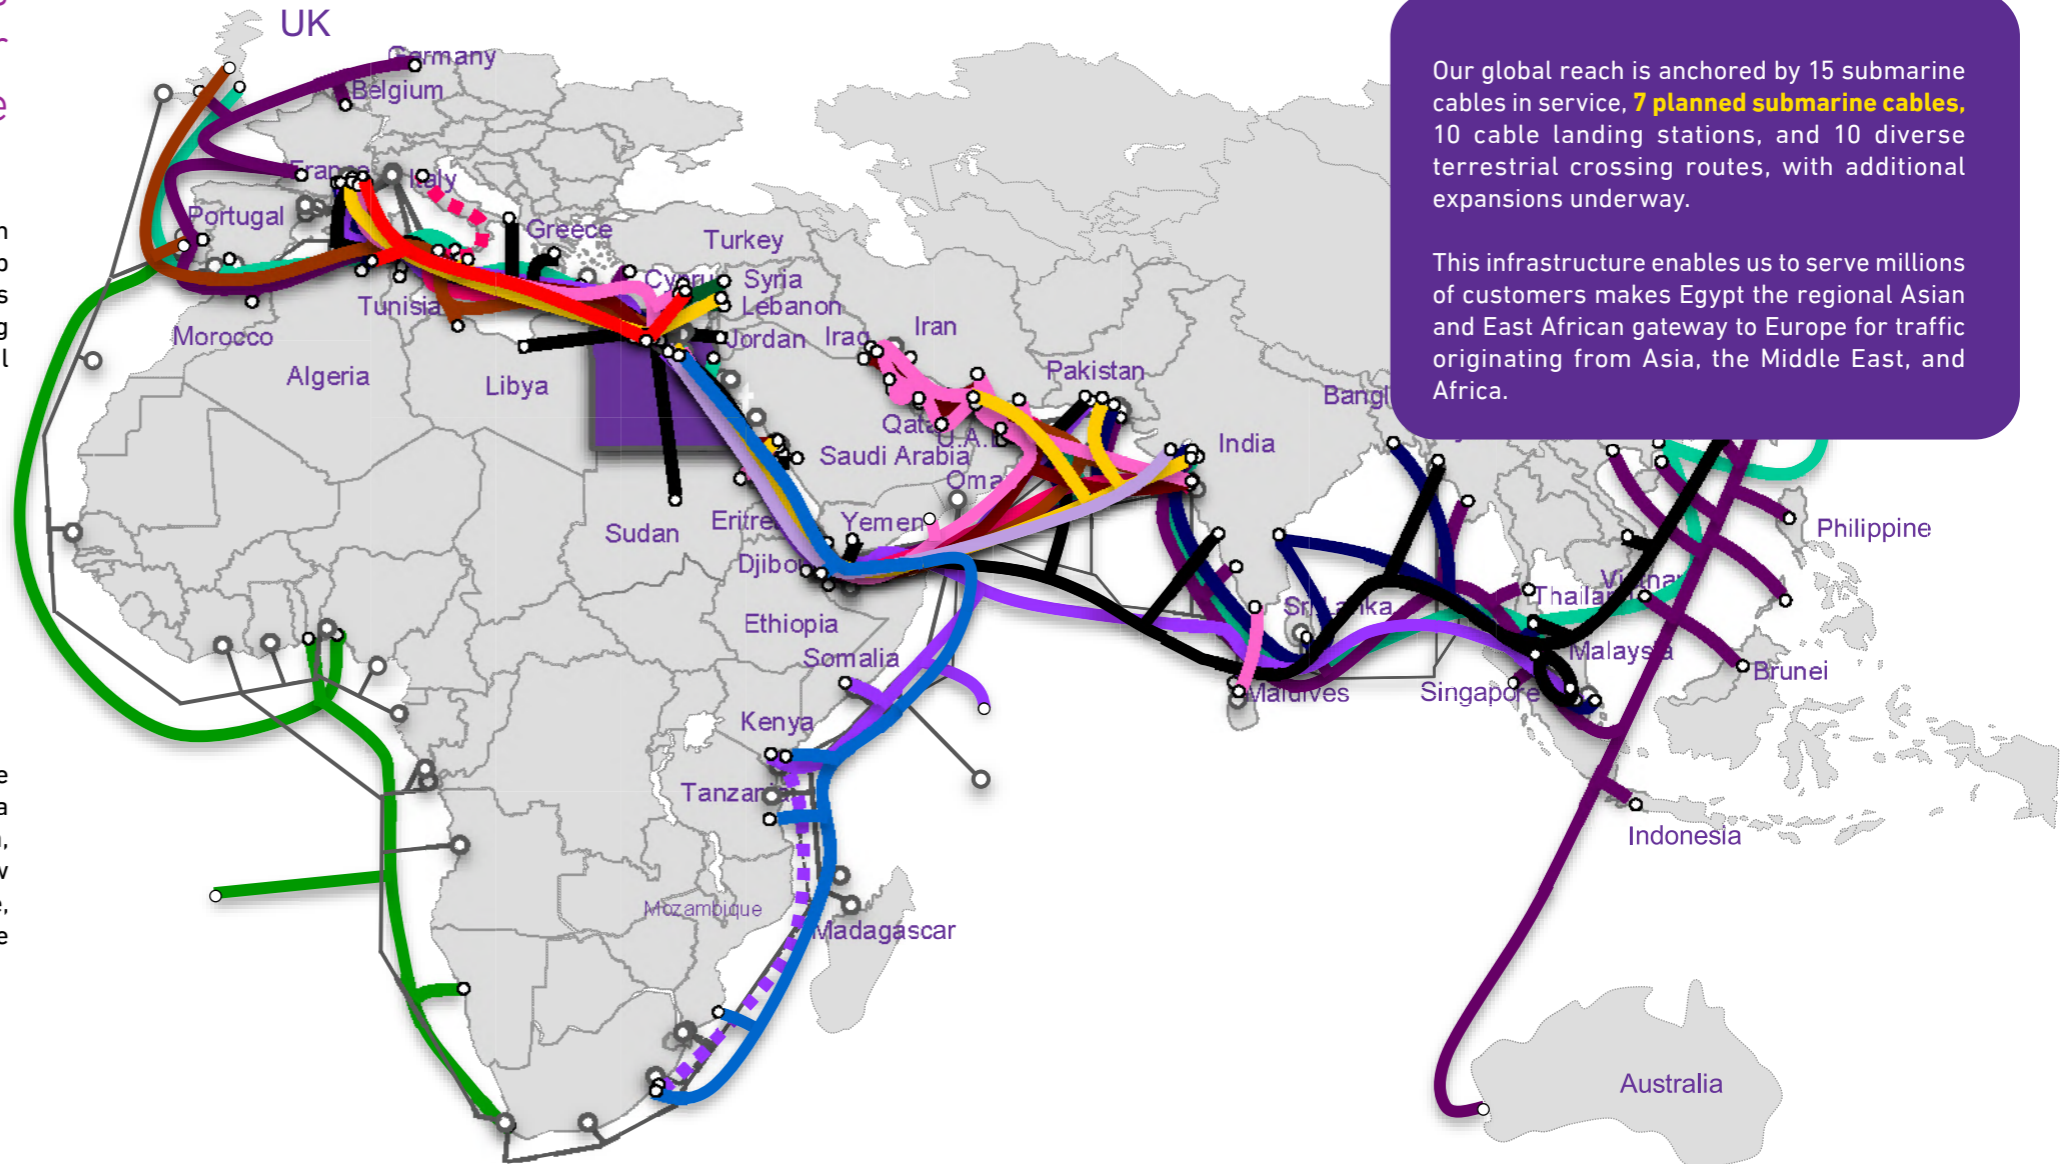 UK
Germany
Belgium
France
Italy
Portugal
Greece
Turkey
Cyprus
Syria
Lebanon
Tunisia
Morocco
Jordan
Iraq
Iran
Algeria
Libya
Pakistan
Qatar
U.A.E
Saudi Arabia
India
Oman
Sudan
Eritrea
Yemen
Philippine
Ethiopia
Sri Lanka
Somalia
Malaysia
Maldives
Singapore
Brunei
Kenya
Tanzania
Indonesia
Mozambique
Madagascar
Australia
Our global reach is anchored by 15 submarine
cables in service, 7 planned submarine cables,
10 cable landing stations, and 10 diverse
terrestrial crossing routes, with additional
expansions underway.
This infrastructure enables us to serve millions
of customers makes Egypt the regional Asian
and East African gateway to Europe for traffic
originating from Asia, the Middle East, and
Africa.